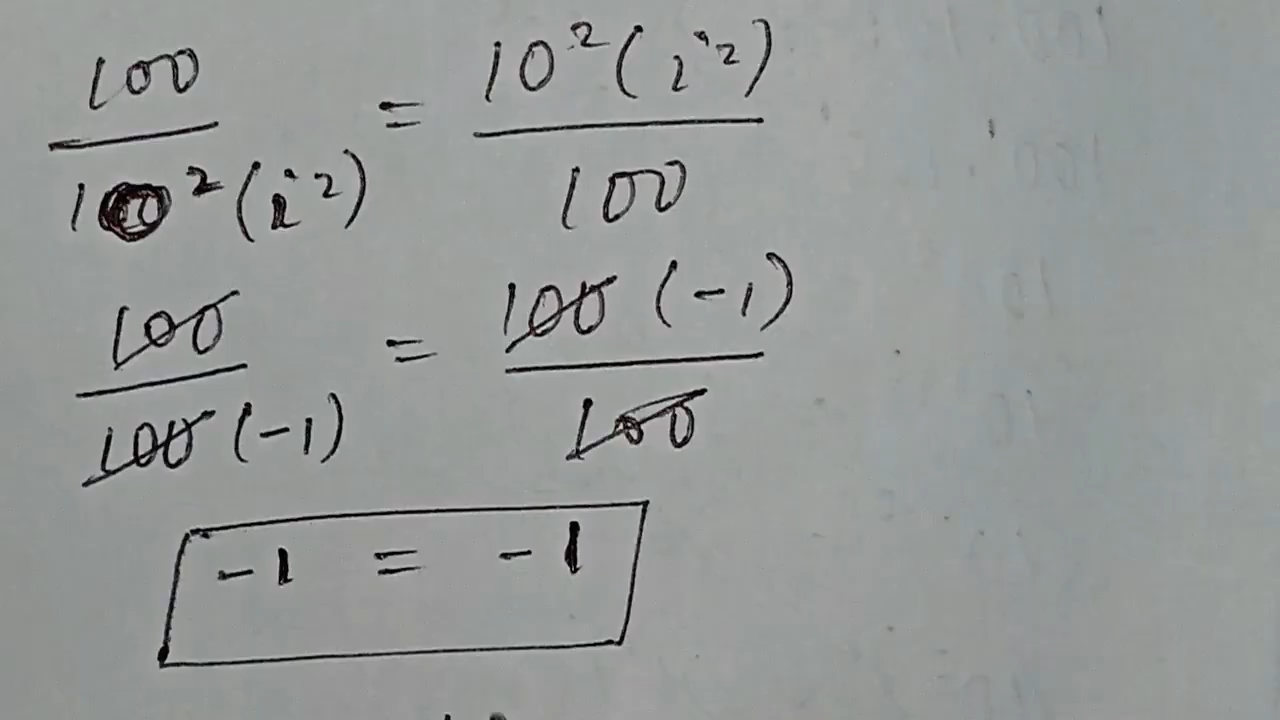 100 / 10² (i²) = 10² (i²) / 100
100 / 100 (-1) = 100 (-1) / 100
-1 = -1